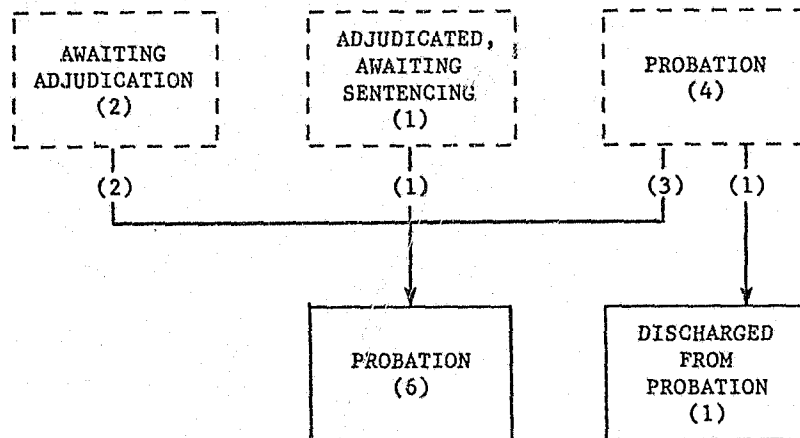 AWAITING
ADJUDICATION
(2)
ADJUDICATED,
AWAITING
SENTENCING
(1)
PROBATION
(4)
(2)
(1)
(3)
(1)
PROBATION
(6)
DISCHARGED
FROM
PROBATION
(1)